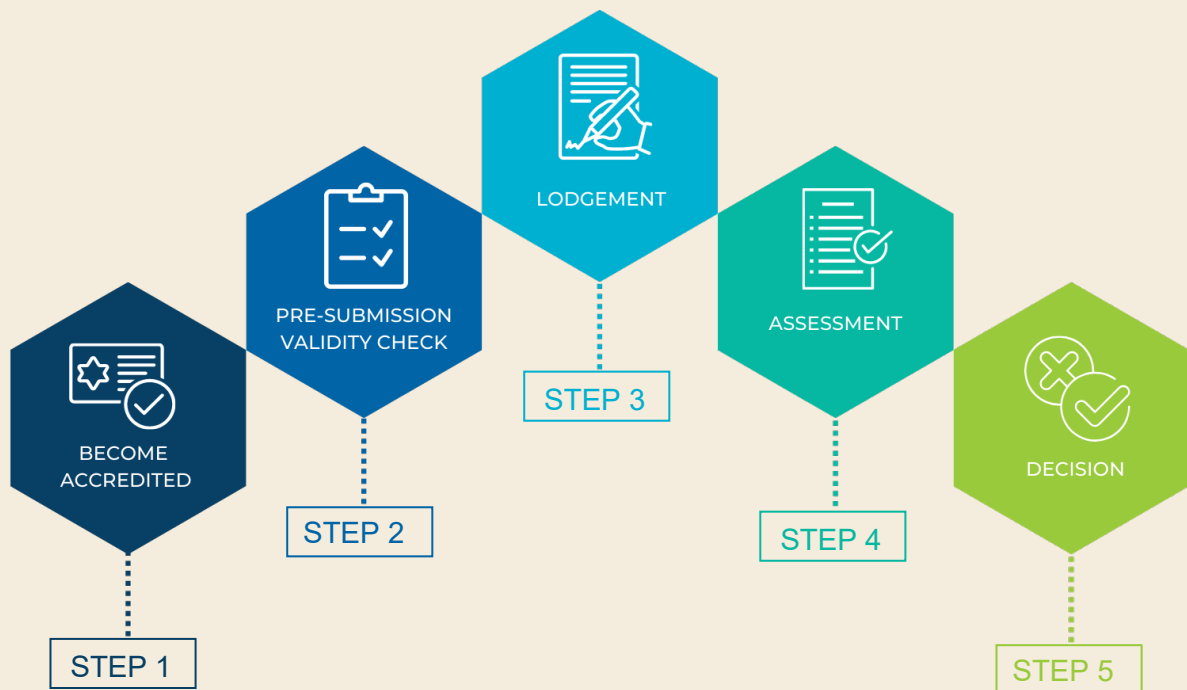 BECOME
ACCREDITED
STEP 1
PRE-SUBMISSION
VALIDITY CHECK
STEP 2
LODGEMENT
STEP 3
ASSESSMENT
STEP 4
DECISION
STEP 5